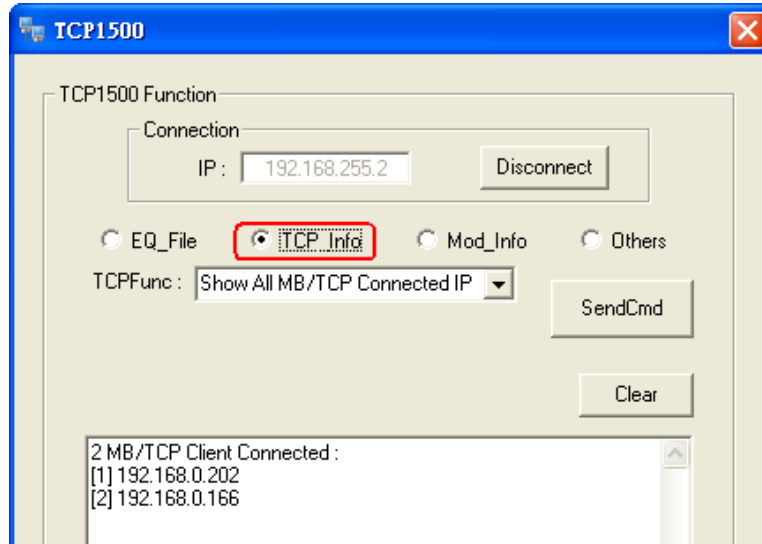 TCP1500
TCP1500 Function
Connection
IP : 192.168.255.2 Disconnect
EQ_File TCP_Info Mod_Info Others
TCPFunc : Show All MB/TCP Connected IP
SendCmd
Clear
2 MB/TCP Client Connected :
[1] 192.168.0.202
[2] 192.168.0.166